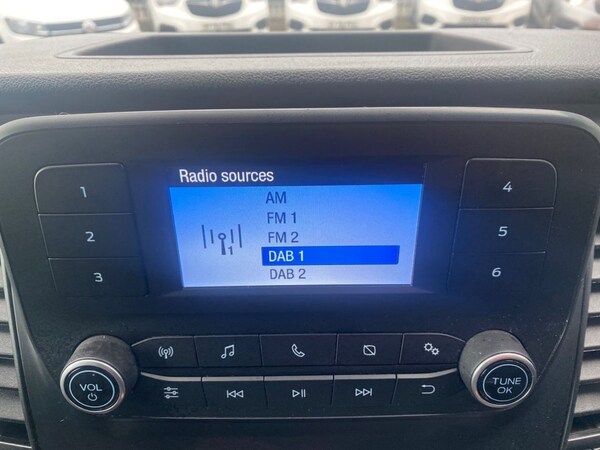 Radio sources
AM
FM 1
FM 2
DAB 1
DAB 2
1
1
2
3
4
5
6
VOL
TUNE
OK